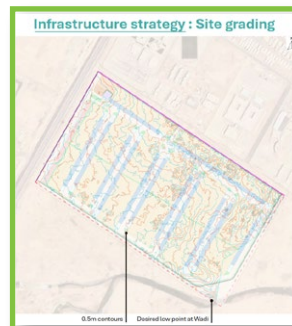 Infrastructure strategy : Site grading
0.5m contours
Desired low point at Wadi